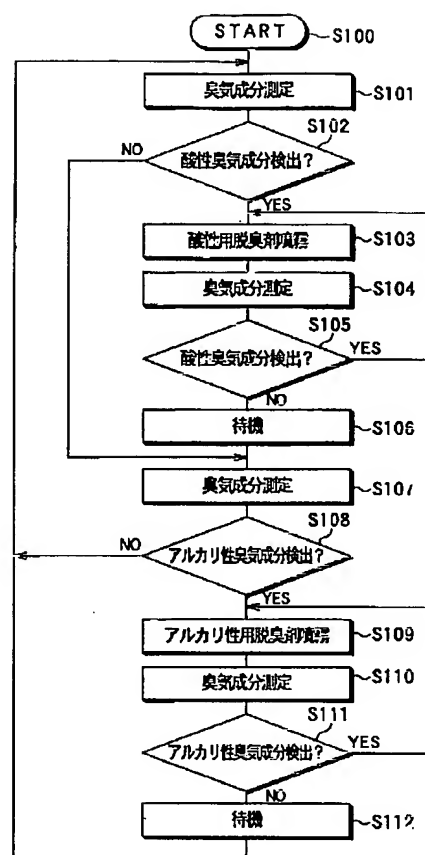 START
S100
臭気成分測定
S101
S102
NO
酸性臭気成分検出?
YES
酸性用脱臭剤噴霧
S103
臭気成分測定
S104
S105
酸性臭気成分検出?
YES
NO
待機
S106
臭気成分測定
S107
S108
NO
アルカリ性臭気成分検出?
YES
アルカリ性用脱臭剤噴霧
S109
臭気成分測定
S110
S111
アルカリ性臭気成分検出?
YES
NO
待機
S112